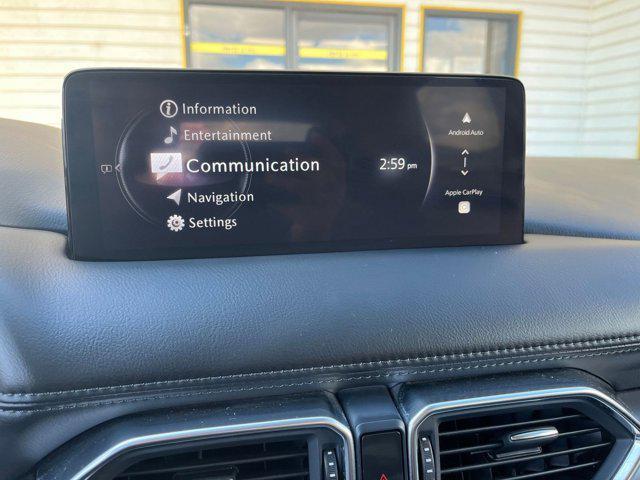 Information
Entertainment
Communication
Navigation
Settings
2:59 pm
Android Auto
Apple CarPlay